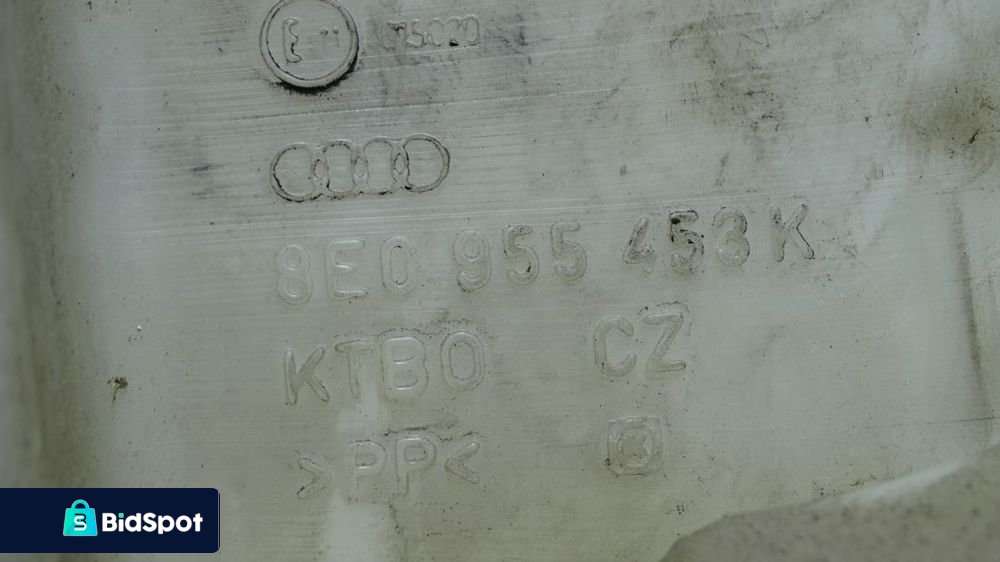 8E0 955 453 K
KTBO CZ
>PP<
BidSpot